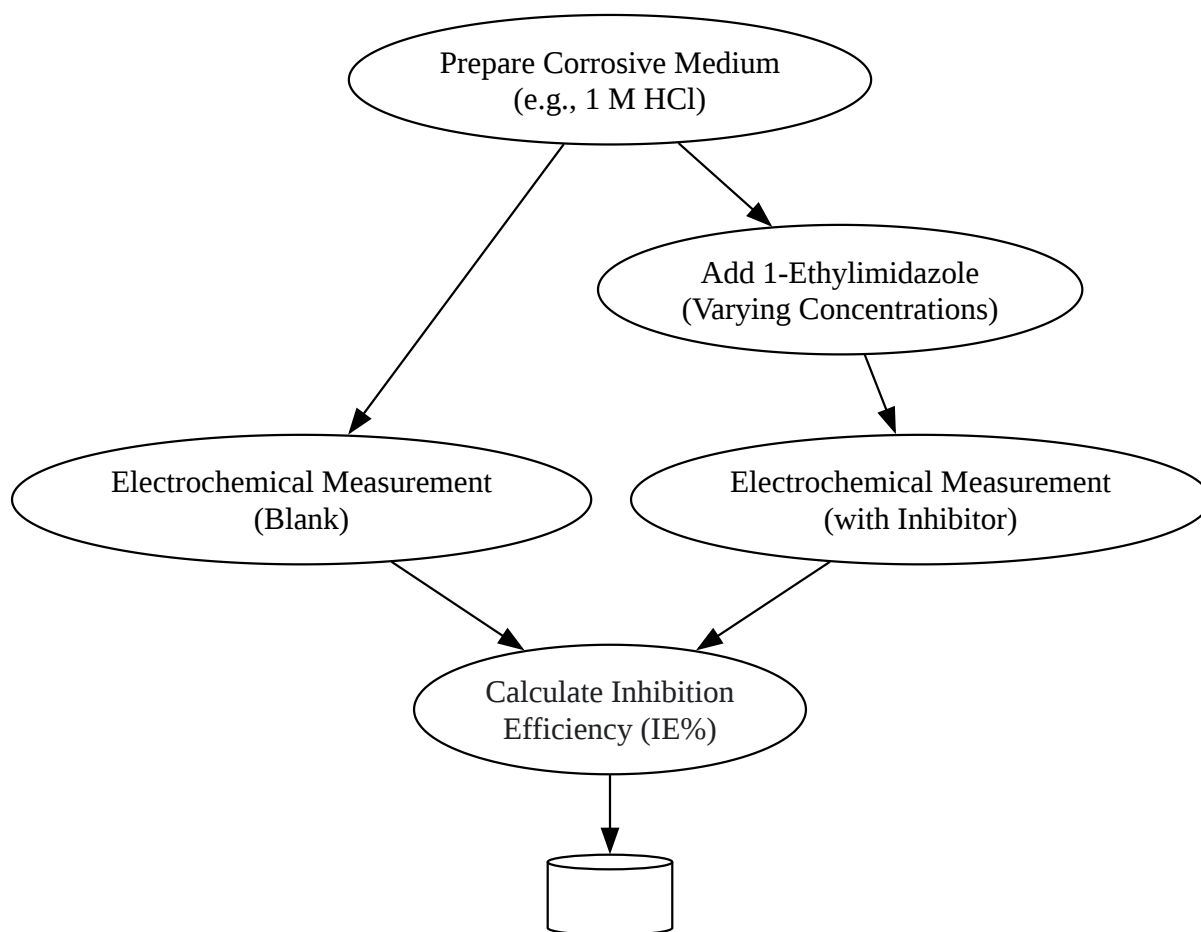 Prepare Corrosive Medium
(e.g., 1 M HCl)
Add 1-Ethylimidazole
(Varying Concentrations)
Electrochemical Measurement
(Blank)
Electrochemical Measurement
(with Inhibitor)
Calculate Inhibition
Efficiency (IE%)